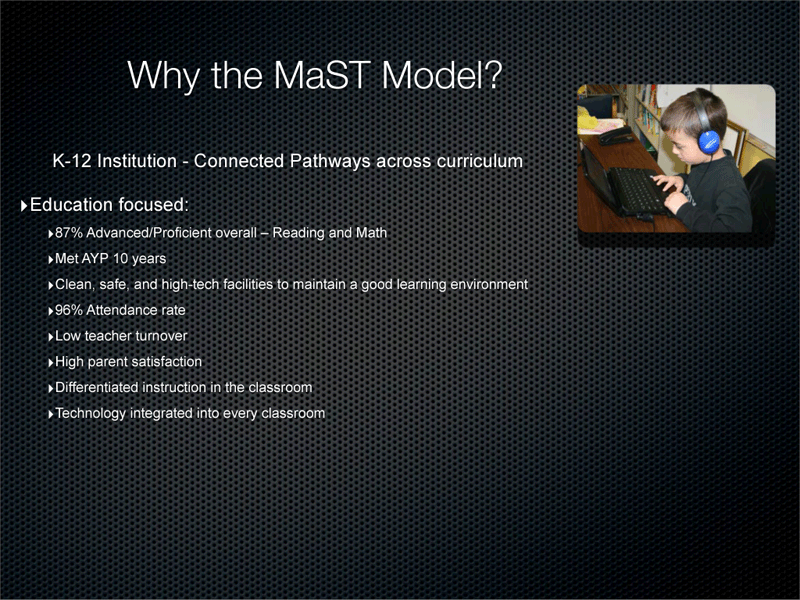 Why the MaST Model?
K-12 Institution - Connected Pathways across curriculum
Education focused:
87% Advanced/Proficient overall – Reading and Math
Met AYP 10 years
Clean, safe, and high-tech facilities to maintain a good learning environment
96% Attendance rate
Low teacher turnover
High parent satisfaction
Differentiated instruction in the classroom
Technology integrated into every classroom